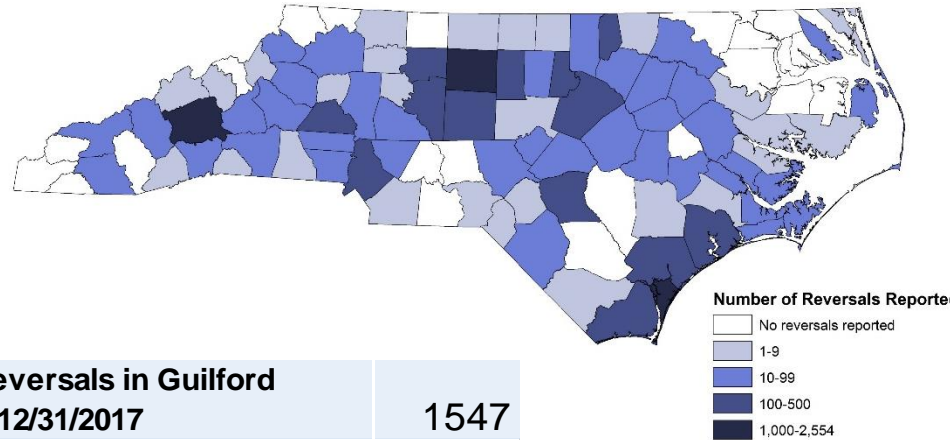 Number of Reversals Reporte
No reversals reported
1-9
10-99
100-500
1,000-2,554
eversals in Guilford
12/31/2017
1547